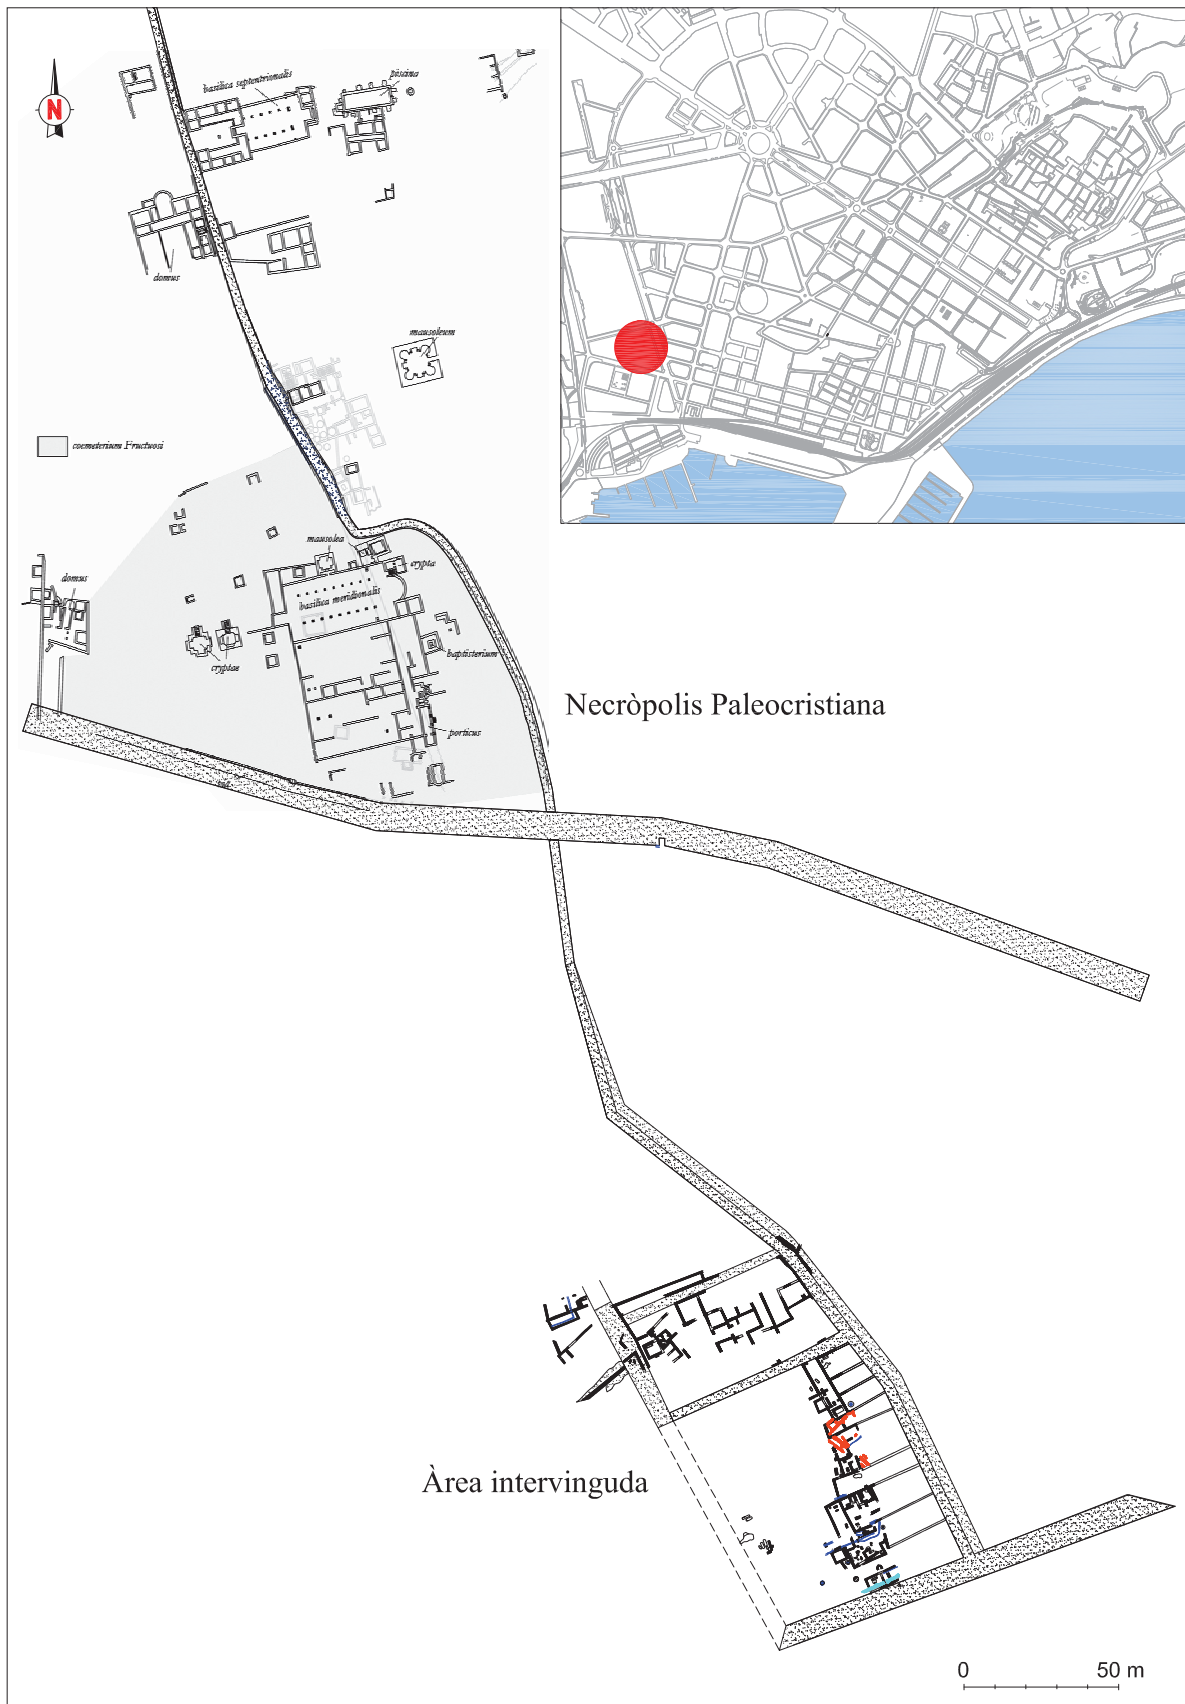 N
basilica septentrionalis
piscina
domus
mausoleum
coemeterium Fructuosi
mausolea
crypta
domus
basilica meridionalis
cryptae
baptisterium
porticus
Necròpolis Paleocristiana
Àrea intervinguda
0 50 m